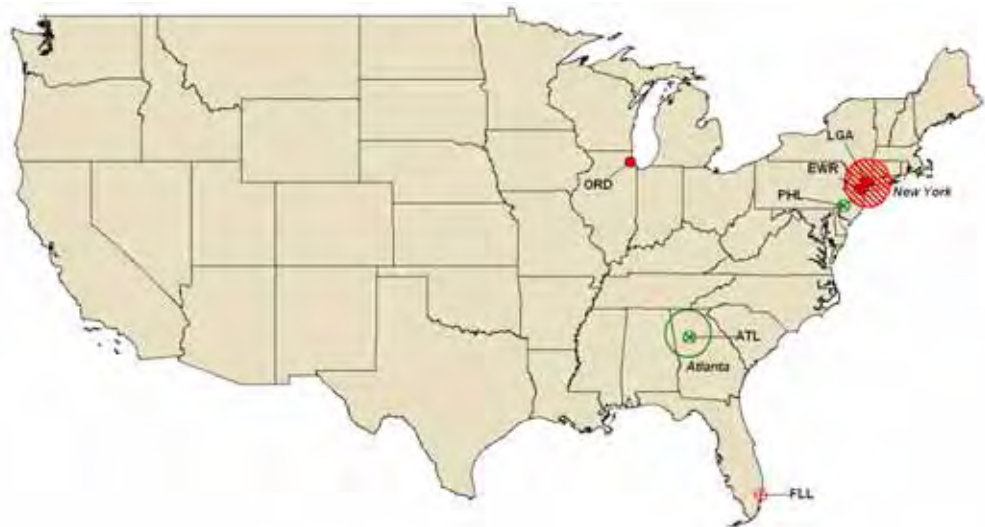 LGA
EWR
ORD
PHL
New York
ATL
Atlanta
FLL